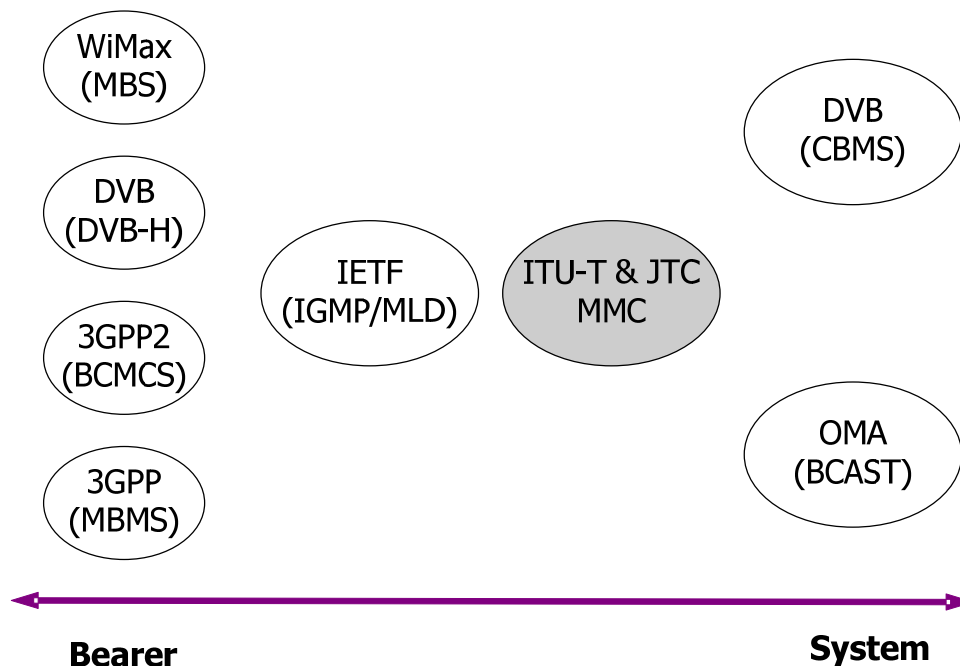 WiMax
(MBS)
DVB
(DVB-H)
3GPP2
(BCMCS)
3GPP
(MBMS)
IETF
(IGMP/MLD)
ITU-T & JTC
MMC
DVB
(CBMS)
OMA
(BCAST)
Bearer
System